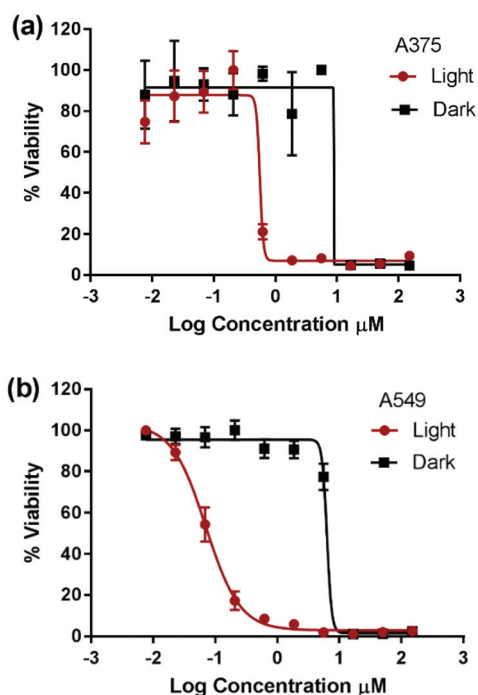 (a)
A375
Light
Dark
% Viability
120
100
80
60
40
20
0
-3 -2 -1 0 1 2 3
Log Concentration μM
(b)
A549
Light
Dark
% Viability
120
100
80
60
40
20
0
-3 -2 -1 0 1 2 3
Log Concentration μM